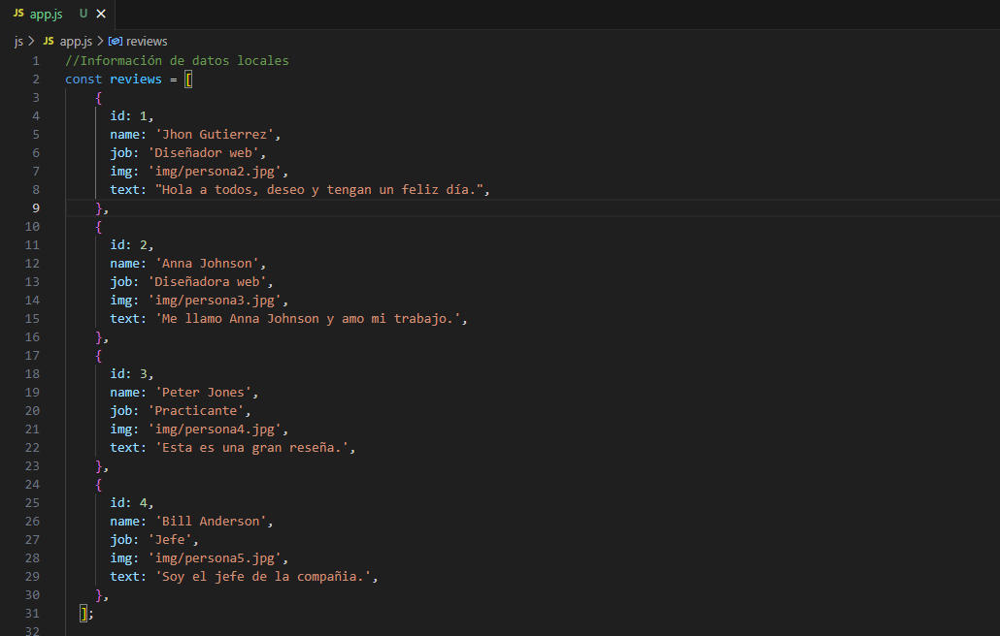 JS app.js U ×
js > JS app.js > reviews
1 //Información de datos locales
2 const reviews = [
3 {
4 id: 1,
5 name: 'Jhon Gutierrez',
6 job: 'Diseñador web',
7 img: 'img/persona2.jpg',
8 text: "Hola a todos, deseo y tengan un feliz día.",
9 },
10 {
11 id: 2,
12 name: 'Anna Johnson',
13 job: 'Diseñadora web',
14 img: 'img/persona3.jpg',
15 text: 'Me llamo Anna Johnson y amo mi trabajo.',
16 },
17 {
18 id: 3,
19 name: 'Peter Jones',
20 job: 'Practicante',
21 img: 'img/persona4.jpg',
22 text: 'Esta es una gran reseña.',
23 },
24 {
25 id: 4,
26 name: 'Bill Anderson',
27 job: 'Jefe',
28 img: 'img/persona5.jpg',
29 text: 'Soy el jefe de la compañia.',
30 },
31 ];
32